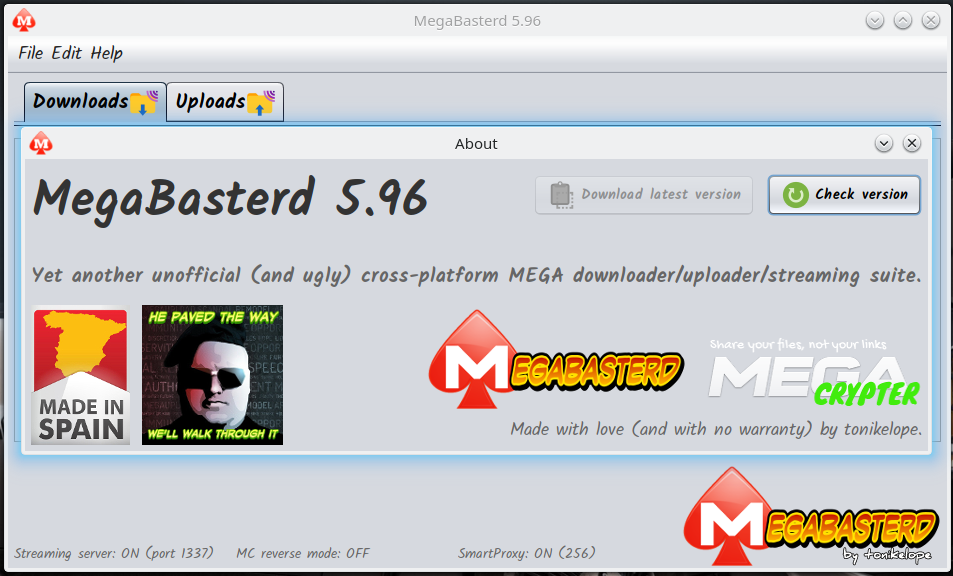 MegaBasterd 5.96
File Edit Help
Downloads Uploads
About
MegaBasterd 5.96
Download latest version
Check version
Yet another unofficial (and ugly) cross-platform MEGA downloader/uploader/streaming suite.
MADE IN
SPAIN
HE PAVED THE WAY
WE'LL WALK THROUGH IT
MEGABASTERD
Share your files, not your links
MEGA
CRYPTER
Made with love (and with no warranty) by tonikelope.
MEGABASTERD
by tonikelope
Streaming server: ON (port 1337) MC reverse mode: OFF SmartProxy: ON (256)